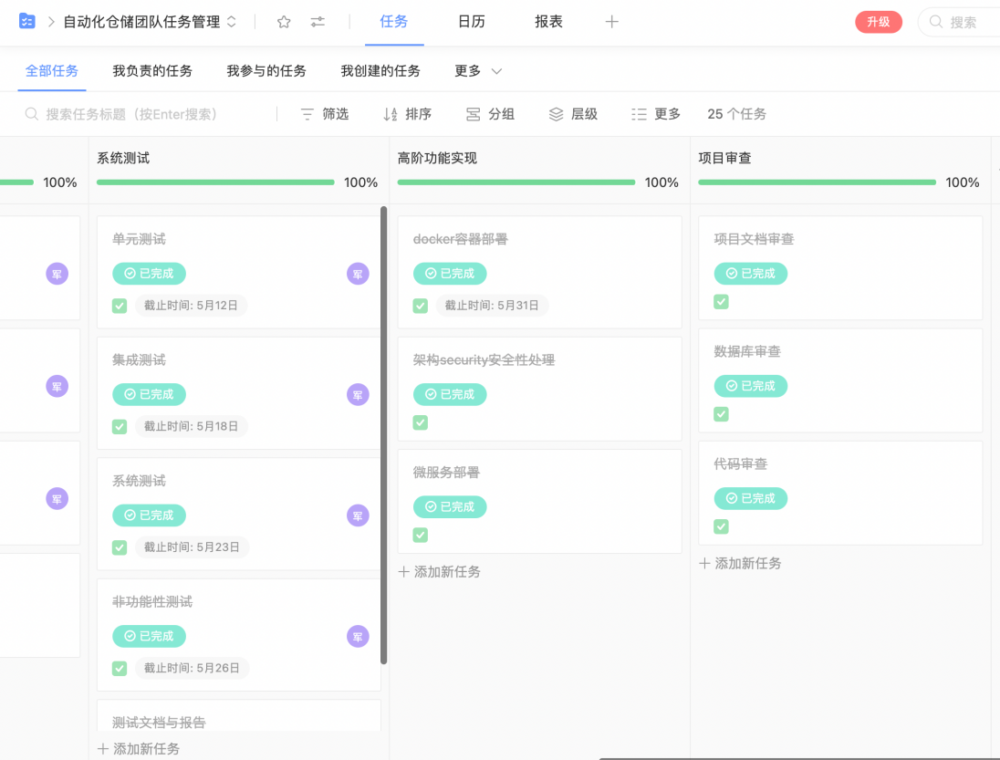 自动化仓储团队任务管理
任务
日历
报表
升级
搜索
全部任务
我负责的任务
我参与的任务
我创建的任务
更多
搜索任务标题（按Enter搜索）
筛选
排序
分组
层级
更多
25 个任务
100%
军
军
军
系统测试
100%
单元测试
已完成
军
截止时间: 5月12日
集成测试
已完成
军
截止时间: 5月18日
系统测试
已完成
军
截止时间: 5月23日
非功能性测试
已完成
军
截止时间: 5月26日
测试文档与报告
添加新任务
高阶功能实现
100%
docker容器部署
已完成
截止时间: 5月31日
架构security安全性处理
已完成
微服务部署
已完成
添加新任务
项目审查
100%
项目文档审查
已完成
数据库审查
已完成
代码审查
已完成
添加新任务